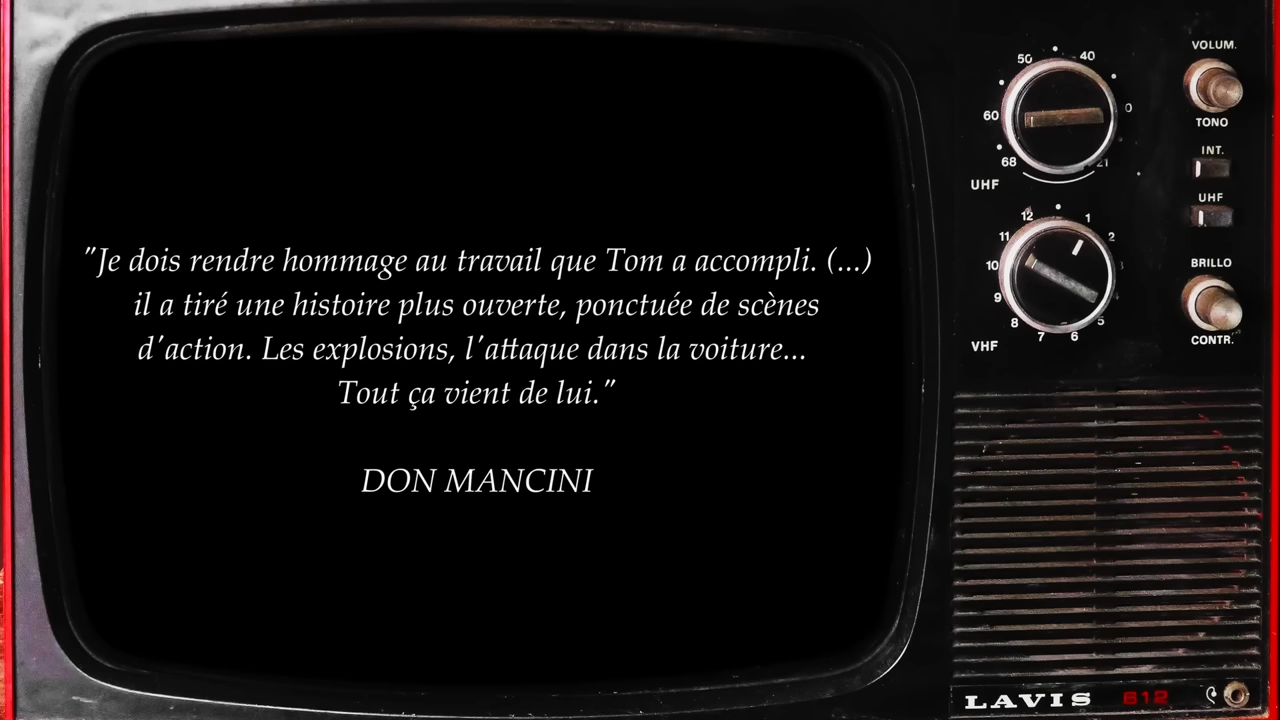 "Je dois rendre hommage au travail que Tom a accompli. (...)
il a tiré une histoire plus ouverte, ponctuée de scènes
d'action. Les explosions, l'attaque dans la voiture...
Tout ça vient de lui."
DON MANCINI
50 40
60 0
68 21
UHF
12 1
11 2
10 3
9
8 5
7 6
VHF
VOLUM.
TONO
INT.
UHF
BRILLO
CONTR.
LAVIS 612